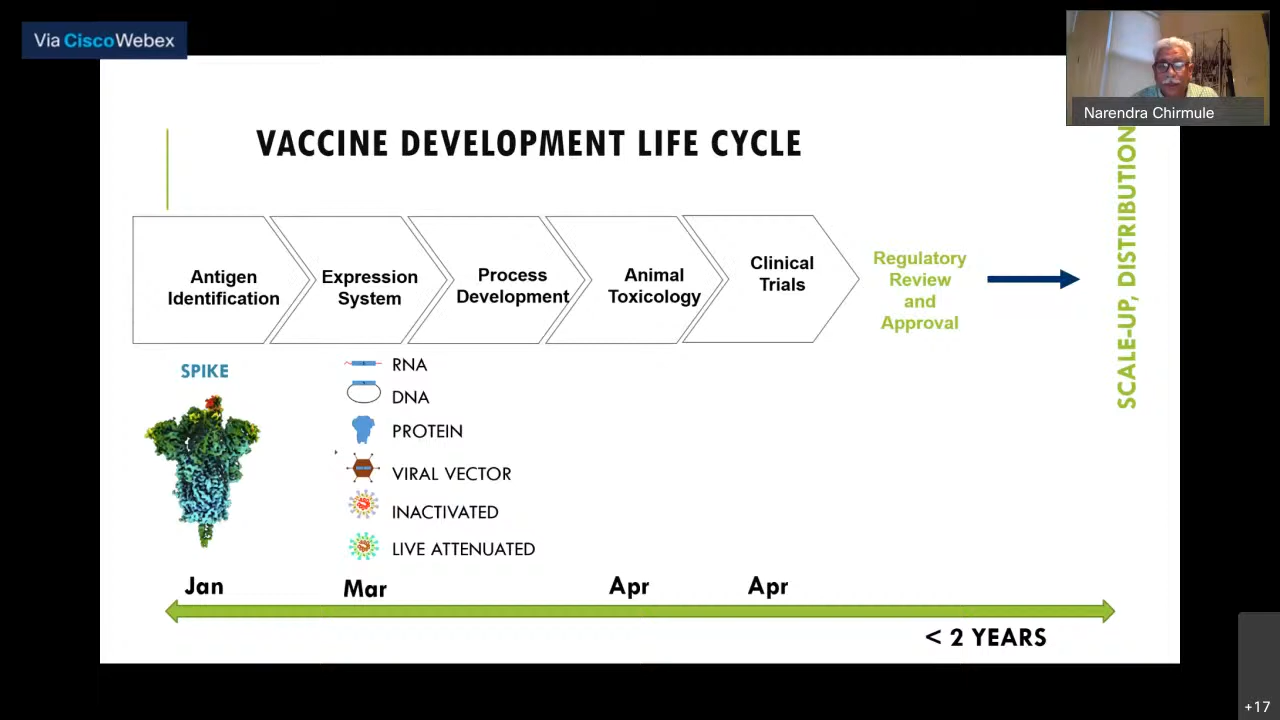 Via CiscoWebex
Narendra Chirmule
VACCINE DEVELOPMENT LIFE CYCLE
Antigen
Identification
Expression
System
Process
Development
Animal
Toxicology
Clinical
Trials
Regulatory
Review
and
Approval
SCALE-UP, DISTRIBUTION
SPIKE
RNA
DNA
PROTEIN
VIRAL VECTOR
INACTIVATED
LIVE ATTENUATED
Jan
Mar
Apr
Apr
< 2 YEARS
+17